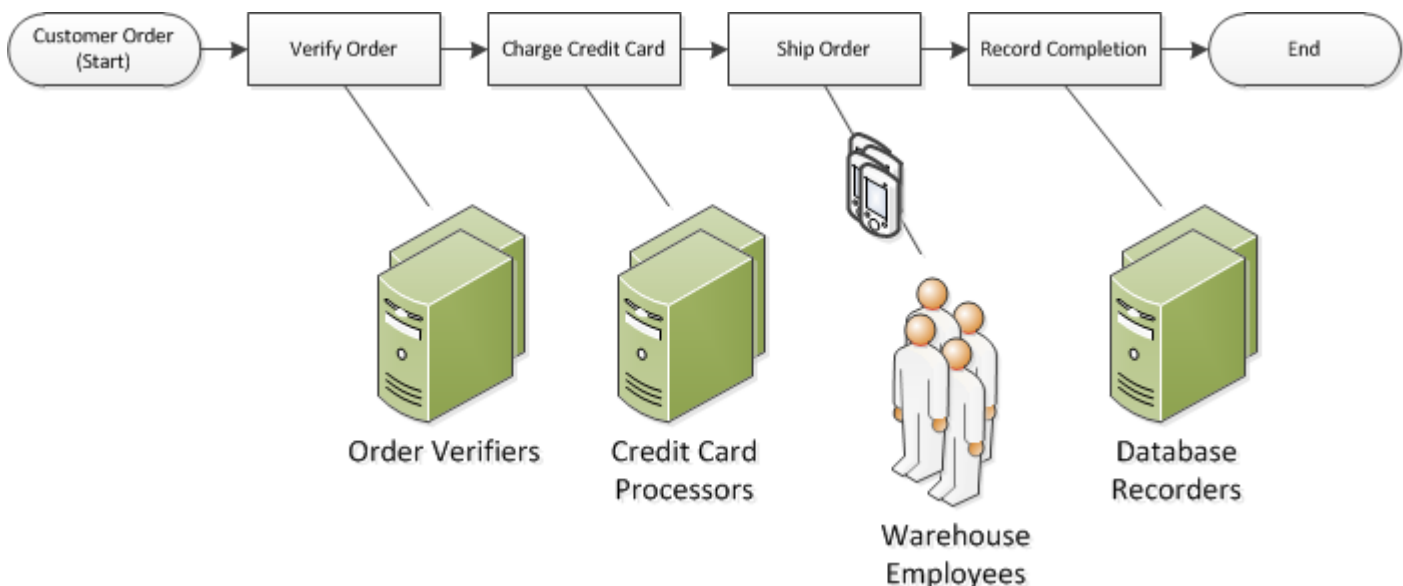 Customer Order
(Start)
Verify Order
Charge Credit Card
Ship Order
Record Completion
End
Order Verifiers
Credit Card
Processors
Warehouse
Employees
Database
Recorders